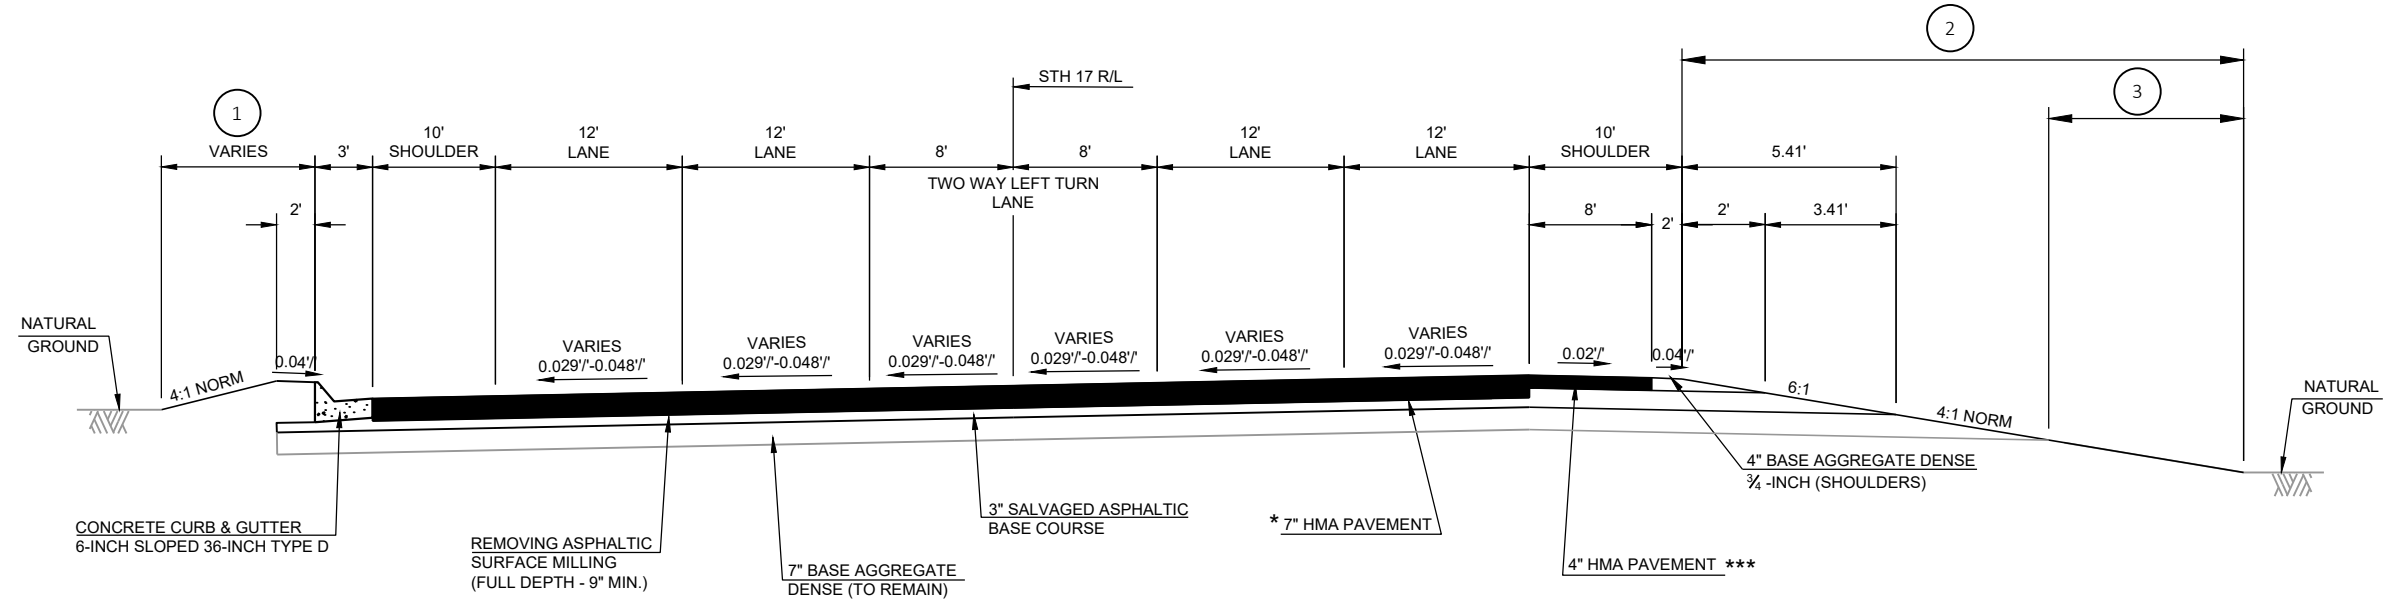 2
STH 17 R/L
3
1
VARIES
3'
10'
SHOULDER
12'
LANE
12'
LANE
8'
8'
TWO WAY LEFT TURN
LANE
12'
LANE
12'
LANE
10'
SHOULDER
5.41'
2'
8'
2'
2'
3.41'
NATURAL
GROUND
4:1 NORM
0.04'/'
VARIES
0.029'/'-0.048'/'
VARIES
0.029'/'-0.048'/'
VARIES
0.029'/'-0.048'/'
VARIES
0.029'/'-0.048'/'
VARIES
0.029'/'-0.048'/'
VARIES
0.029'/'-0.048'/'
0.02'/'
0.04'/'
6:1
4:1 NORM
NATURAL
GROUND
CONCRETE CURB & GUTTER
6-INCH SLOPED 36-INCH TYPE D
REMOVING ASPHALTIC
SURFACE MILLING
(FULL DEPTH - 9" MIN.)
7" BASE AGGREGATE
DENSE (TO REMAIN)
3" SALVAGED ASPHALTIC
BASE COURSE
* 7" HMA PAVEMENT
4" HMA PAVEMENT ***
4" BASE AGGREGATE DENSE
¾ -INCH (SHOULDERS)